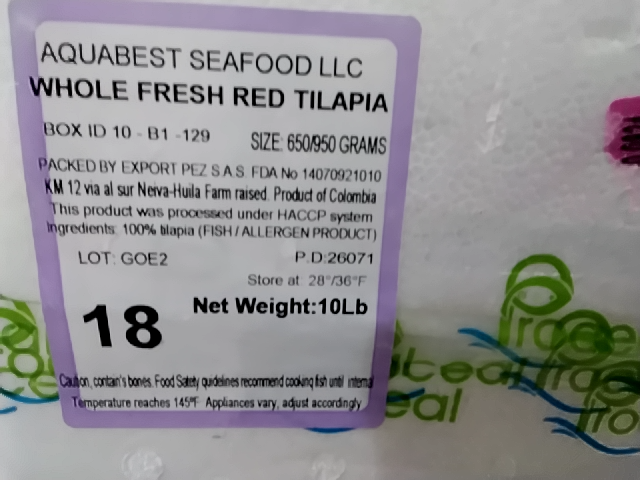 AQUABEST SEAFOOD LLC
WHOLE FRESH RED TILAPIA
BOX ID 10 - B1 -129 SIZE: 650/950 GRAMS
PACKED BY EXPORT PEZ S.A.S. FDA No 14070921010
KM 12 via al sur Neiva-Huila Farm raised. Product of Colombia
This product was processed under HACCP system
Ingredients: 100% tilapia (FISH / ALLERGEN PRODUCT)
LOT: GOE2 P.D:26071
Store at: 28°/36°F
Net Weight:10Lb
18
Caution, contain's bones. Food Safety guidelines recommend cooking fish until internal
Temperature reaches 145°F Appliances vary, adjust accordingly